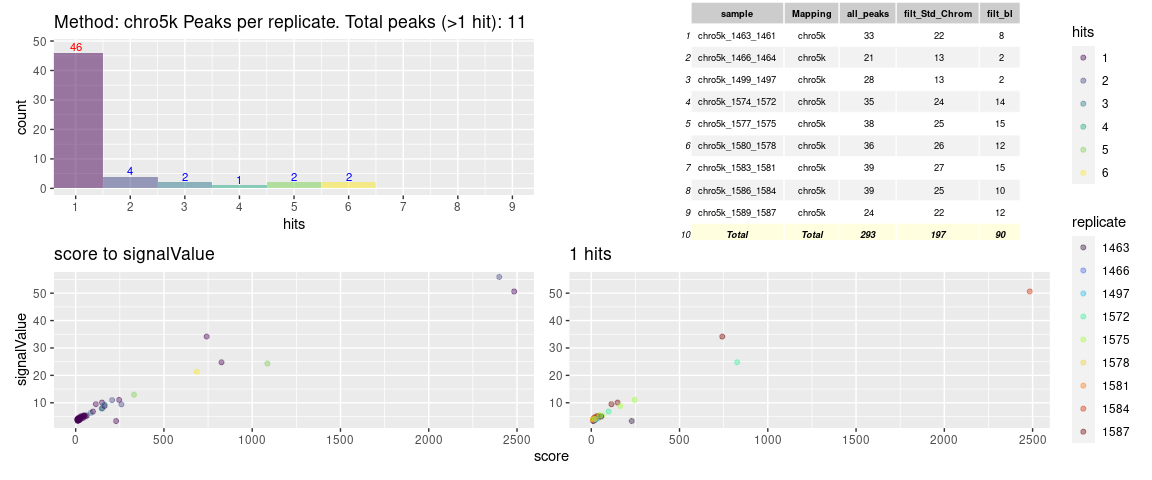 Method: chro5k Peaks per replicate. Total peaks (>1 hit): 11
count
50
40
30
20
10
0
46
4
2
1
2
2
1 2 3 4 5 6 7 8 9
hits
sample Mapping all_peaks filt_Std_Chrom filt_bl
1 chro5k_1463_1461 chro5k 33 22 8
2 chro5k_1466_1464 chro5k 21 13 2
3 chro5k_1499_1497 chro5k 28 13 2
4 chro5k_1574_1572 chro5k 35 24 14
5 chro5k_1577_1575 chro5k 38 25 15
6 chro5k_1580_1578 chro5k 36 26 12
7 chro5k_1583_1581 chro5k 39 27 15
8 chro5k_1586_1584 chro5k 39 25 10
9 chro5k_1589_1587 chro5k 24 22 12
10 Total Total 293 197 90
hits
1
2
3
4
5
6
score to signalValue
signalValue
50
40
30
20
10
0 500 1000 1500 2000 2500
1 hits
50
40
30
20
10
0 500 1000 1500 2000 2500
score
replicate
1463
1466
1497
1572
1575
1578
1581
1584
1587